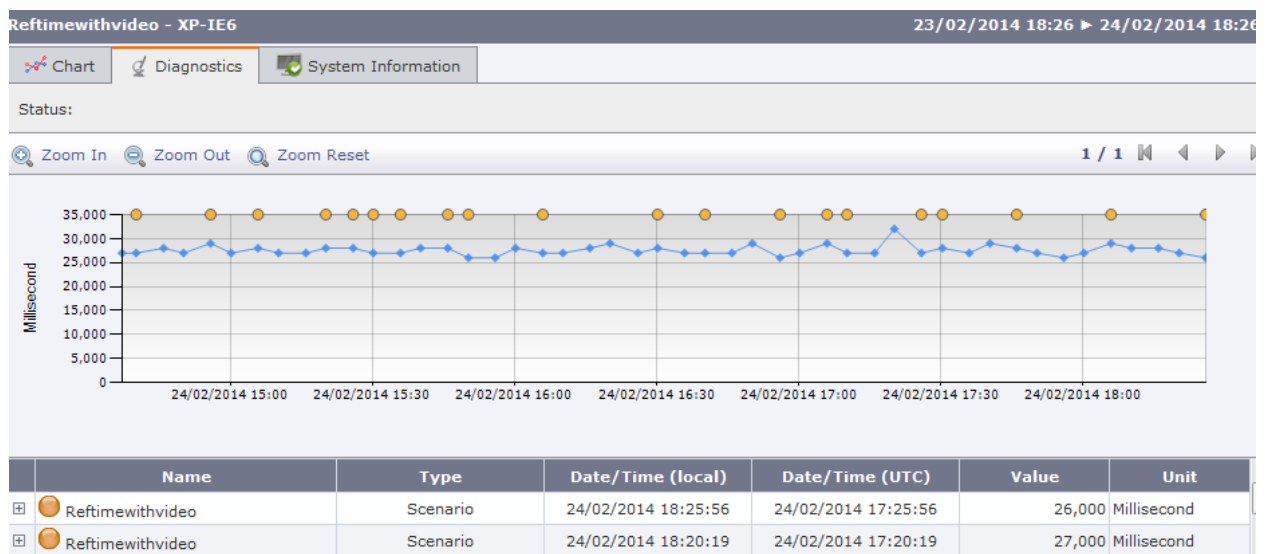 Reftimewithvideo - XP-IE6 23/02/2014 18:26 ► 24/02/2014 18:26
Chart Diagnostics System Information
Status:
Zoom In Zoom Out Zoom Reset 1 / 1
35,000
30,000
25,000
20,000
15,000
10,000
5,000
0
Millisecond
24/02/2014 15:00 24/02/2014 15:30 24/02/2014 16:00 24/02/2014 16:30 24/02/2014 17:00 24/02/2014 17:30 24/02/2014 18:00
Name Type Date/Time (local) Date/Time (UTC) Value Unit
Reftimewithvideo Scenario 24/02/2014 18:25:56 24/02/2014 17:25:56 26,000 Millisecond
Reftimewithvideo Scenario 24/02/2014 18:20:19 24/02/2014 17:20:19 27,000 Millisecond